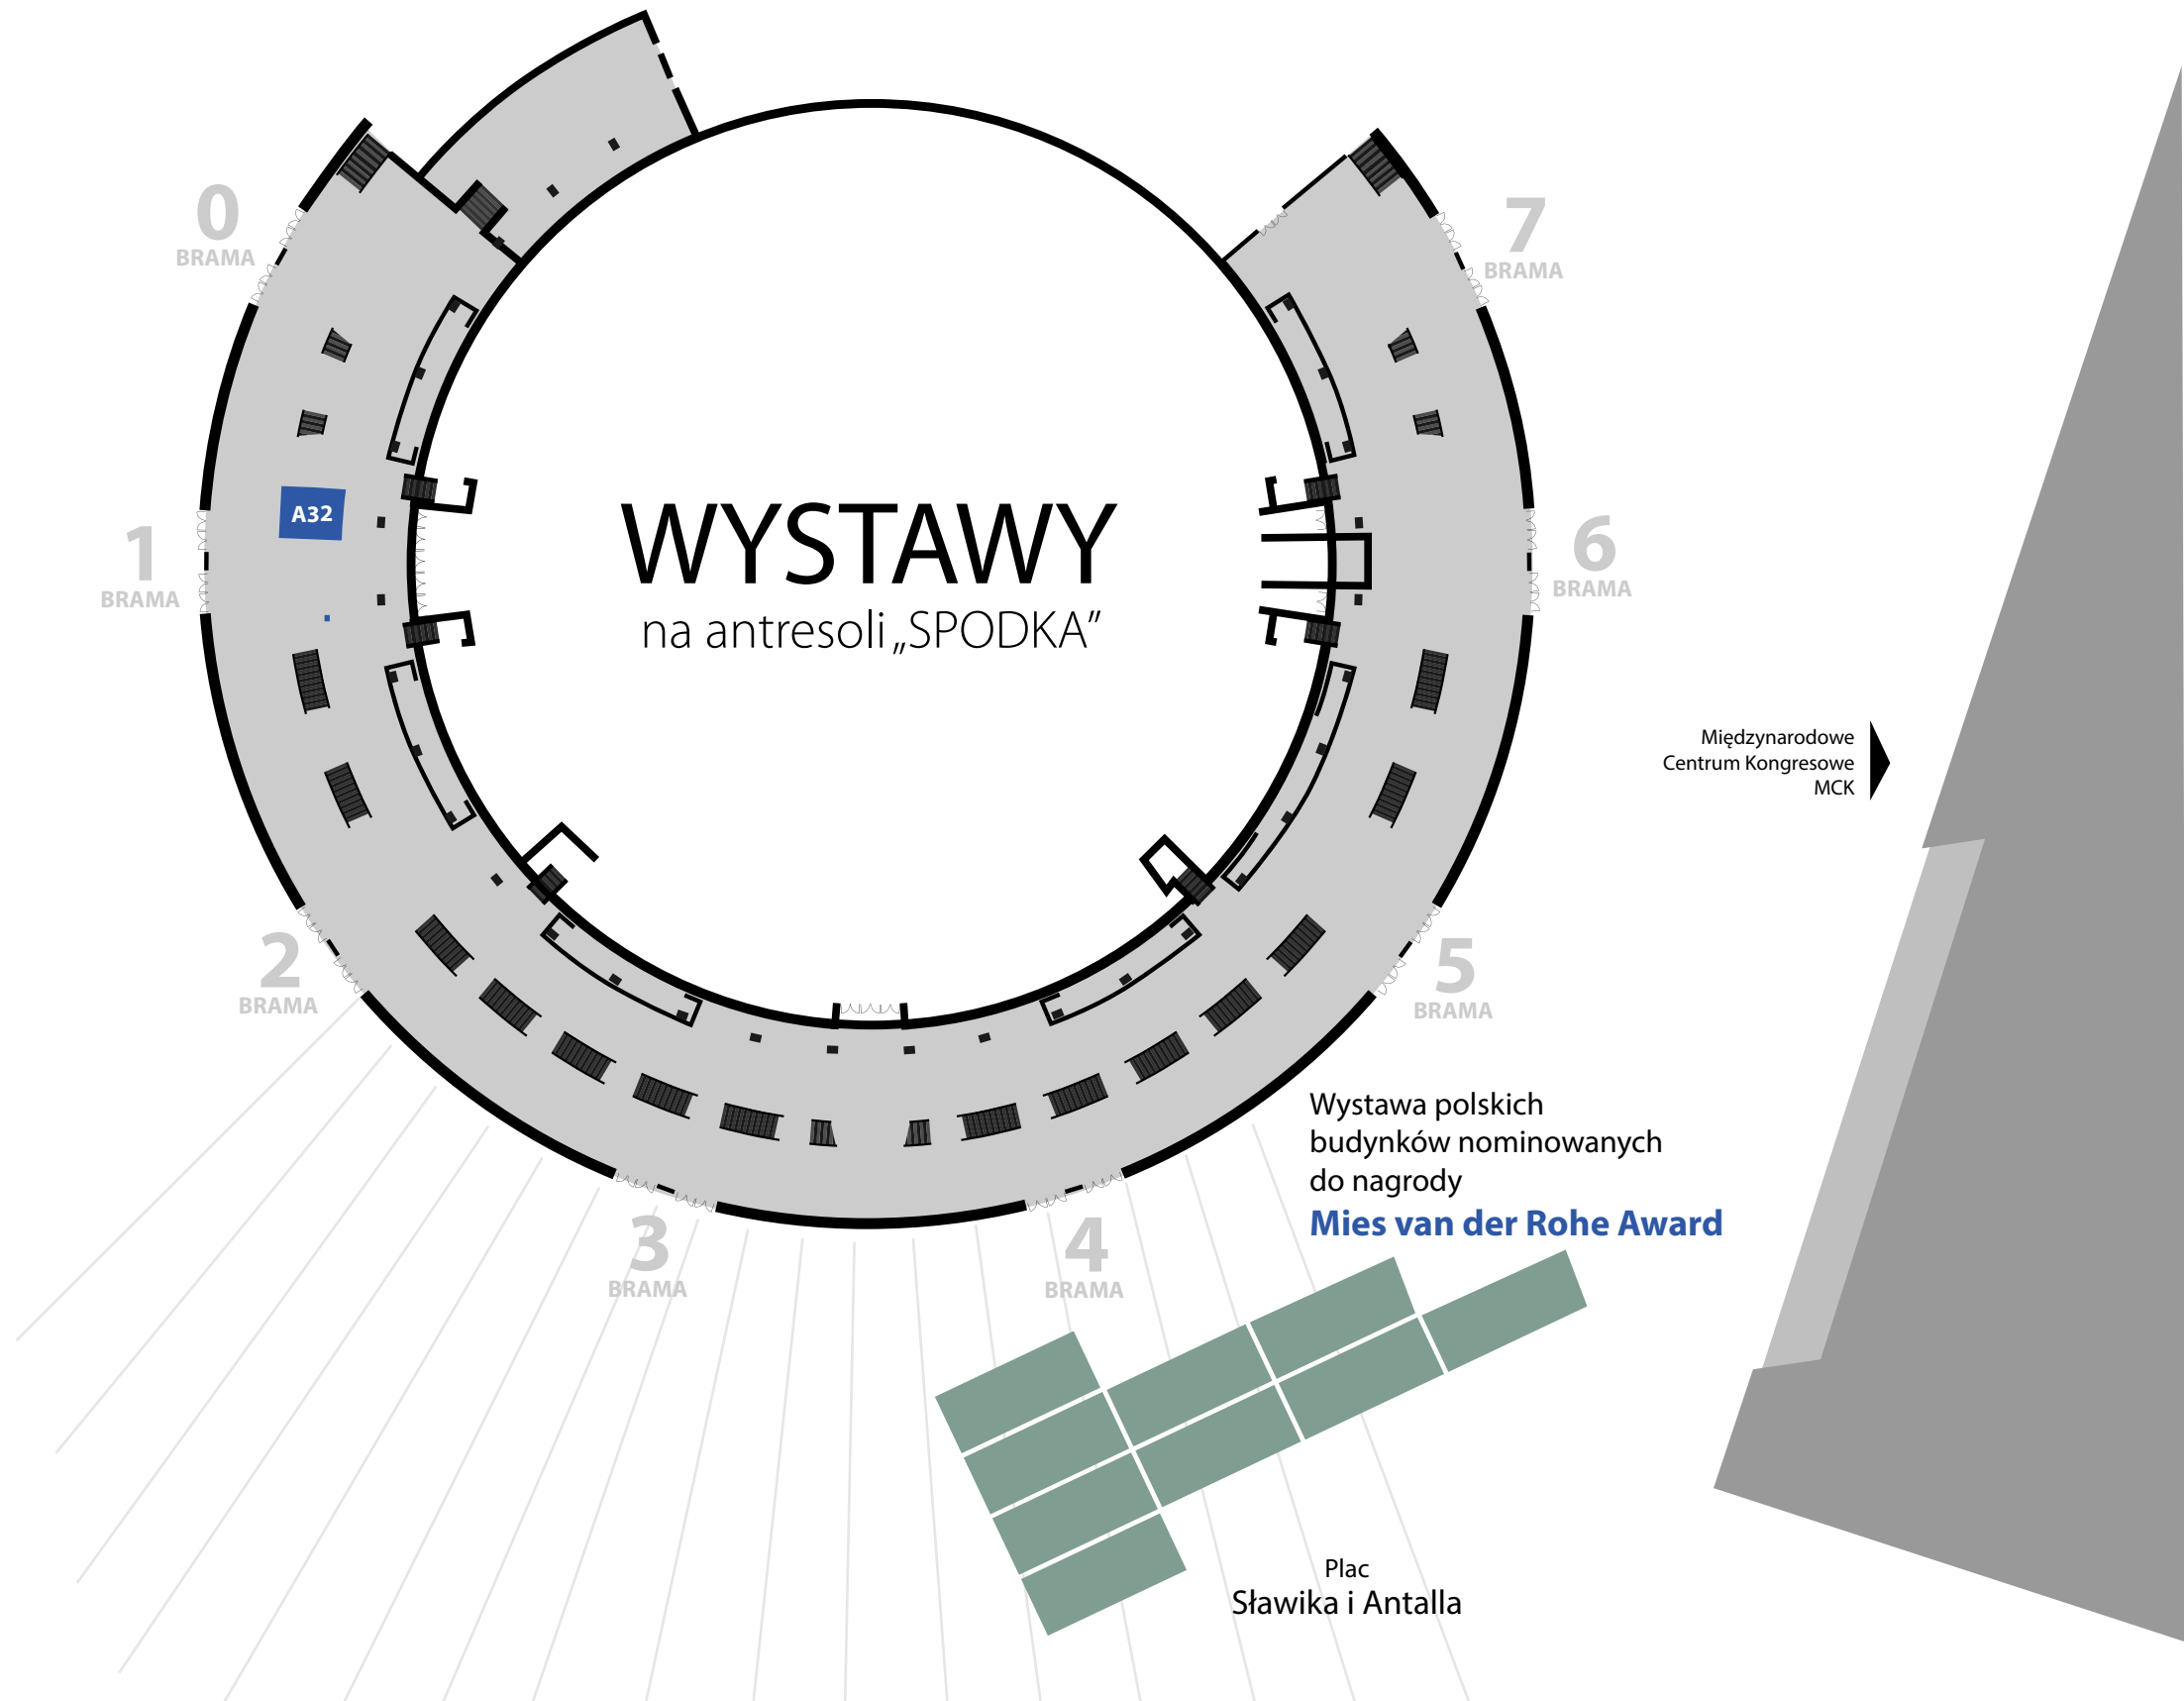 0
BRAMA
7
BRAMA
A32
1
BRAMA
WYSTAWY
na antresoli „SPODKA”
6
BRAMA
Międzynarodowe
Centrum Kongresowe
MCK
2
BRAMA
5
BRAMA
Wystawa polskich
budynków nominowanych
do nagrody
Mies van der Rohe Award
3
BRAMA
4
BRAMA
Plac
Sławika i Antalla